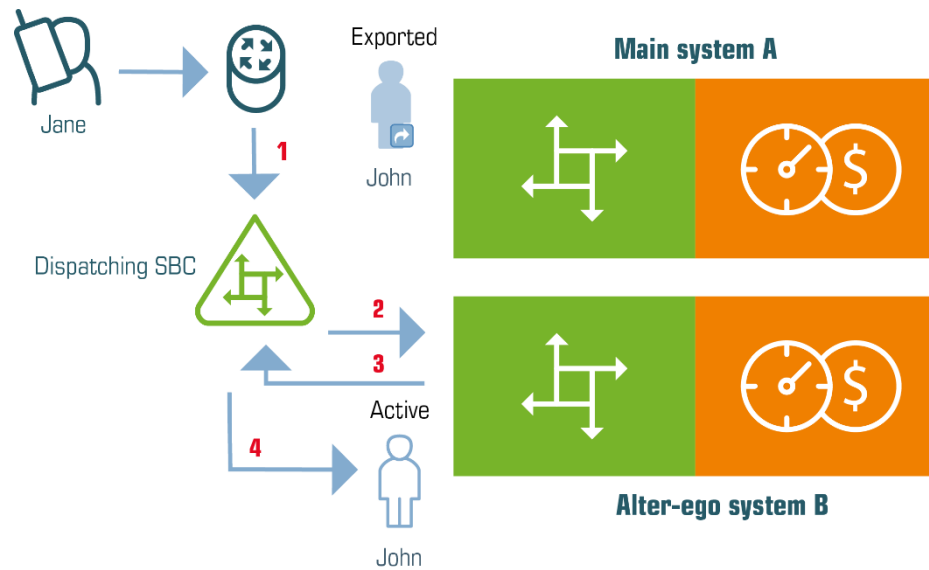 Exported
Main system A
Jane
1
John
Dispatching SBC
$
2
3
Active
$
4
Alter-ego system B
John